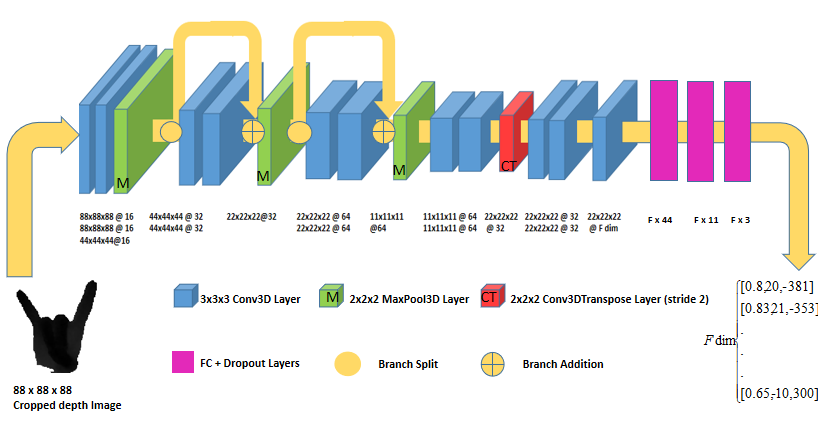 M
M
M
CT
88x88x88 @ 16
88x88x88 @ 16
44x44x44@16
44x44x44 @ 32
44x44x44 @ 32
22x22x22@32
22x22x22 @ 64
22x22x22 @ 64
11x11x11
@64
11x11x11 @ 64
11x11x11 @ 64
22x22x22
@ 32
22x22x22 @ 32
22x22x22 @ 32
22x22x22
@ F dim
F x 44
F x 11
F x 3
3x3x3 Conv3D Layer
M 2x2x2 MaxPool3D Layer
CT 2x2x2 Conv3DTranspose Layer (stride 2)
FC + Dropout Layers
Branch Split
Branch Addition
88 x 88 x 88
Cropped depth Image
[0.8,20,-381]
[0.83,21,-353]
.
F dim
.
.
[0.65,-10,300]